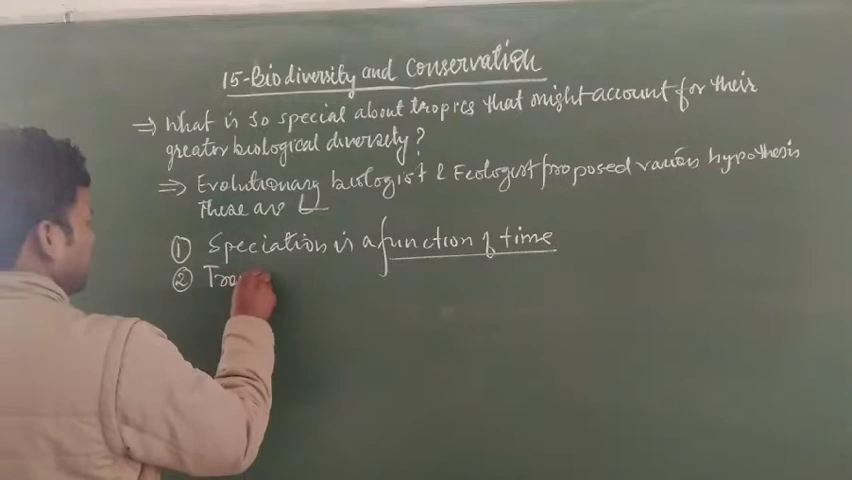 15-Biodiversity and Conservation
⇒ What is so special about tropics that might account for their
greater biological diversity?
⇒ Evolutionary biologist & Ecologist proposed various hypothesis
these are
① Speciation is a function of time
② Tro